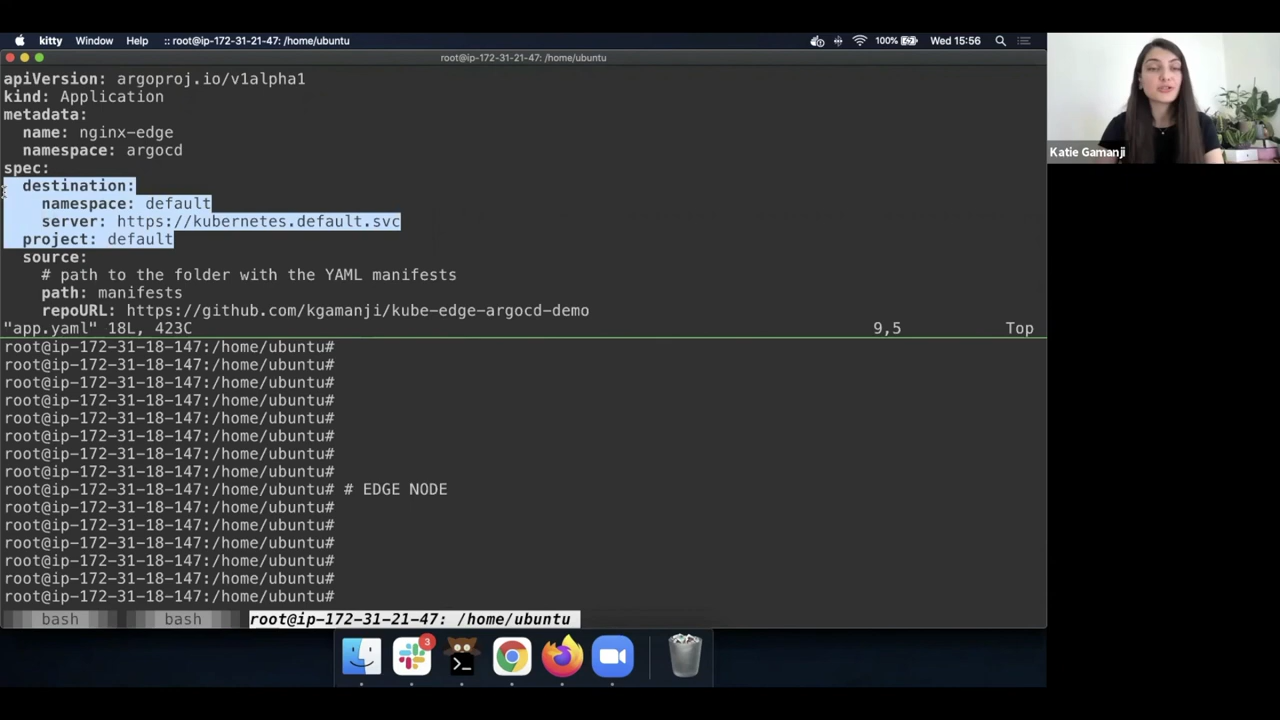 kitty Window Help :: root@ip-172-31-21-47: /home/ubuntu 100% Wed 15:56
root@ip-172-31-21-47: /home/ubuntu
apiVersion: argoproj.io/v1alpha1
kind: Application
metadata:
  name: nginx-edge
  namespace: argocd
spec:
  destination:
    namespace: default
    server: https://kubernetes.default.svc
  project: default
  source:
    # path to the folder with the YAML manifests
    path: manifests
    repoURL: https://github.com/kgamanji/kube-edge-argocd-demo
"app.yaml" 18L, 423C 9,5 Top
root@ip-172-31-18-147:/home/ubuntu#
root@ip-172-31-18-147:/home/ubuntu#
root@ip-172-31-18-147:/home/ubuntu#
root@ip-172-31-18-147:/home/ubuntu#
root@ip-172-31-18-147:/home/ubuntu#
root@ip-172-31-18-147:/home/ubuntu#
root@ip-172-31-18-147:/home/ubuntu#
root@ip-172-31-18-147:/home/ubuntu#
root@ip-172-31-18-147:/home/ubuntu# # EDGE NODE
root@ip-172-31-18-147:/home/ubuntu#
root@ip-172-31-18-147:/home/ubuntu#
root@ip-172-31-18-147:/home/ubuntu#
root@ip-172-31-18-147:/home/ubuntu#
root@ip-172-31-18-147:/home/ubuntu#
root@ip-172-31-18-147:/home/ubuntu#
bash bash root@ip-172-31-21-47: /home/ubuntu
3
Katie Gamanji